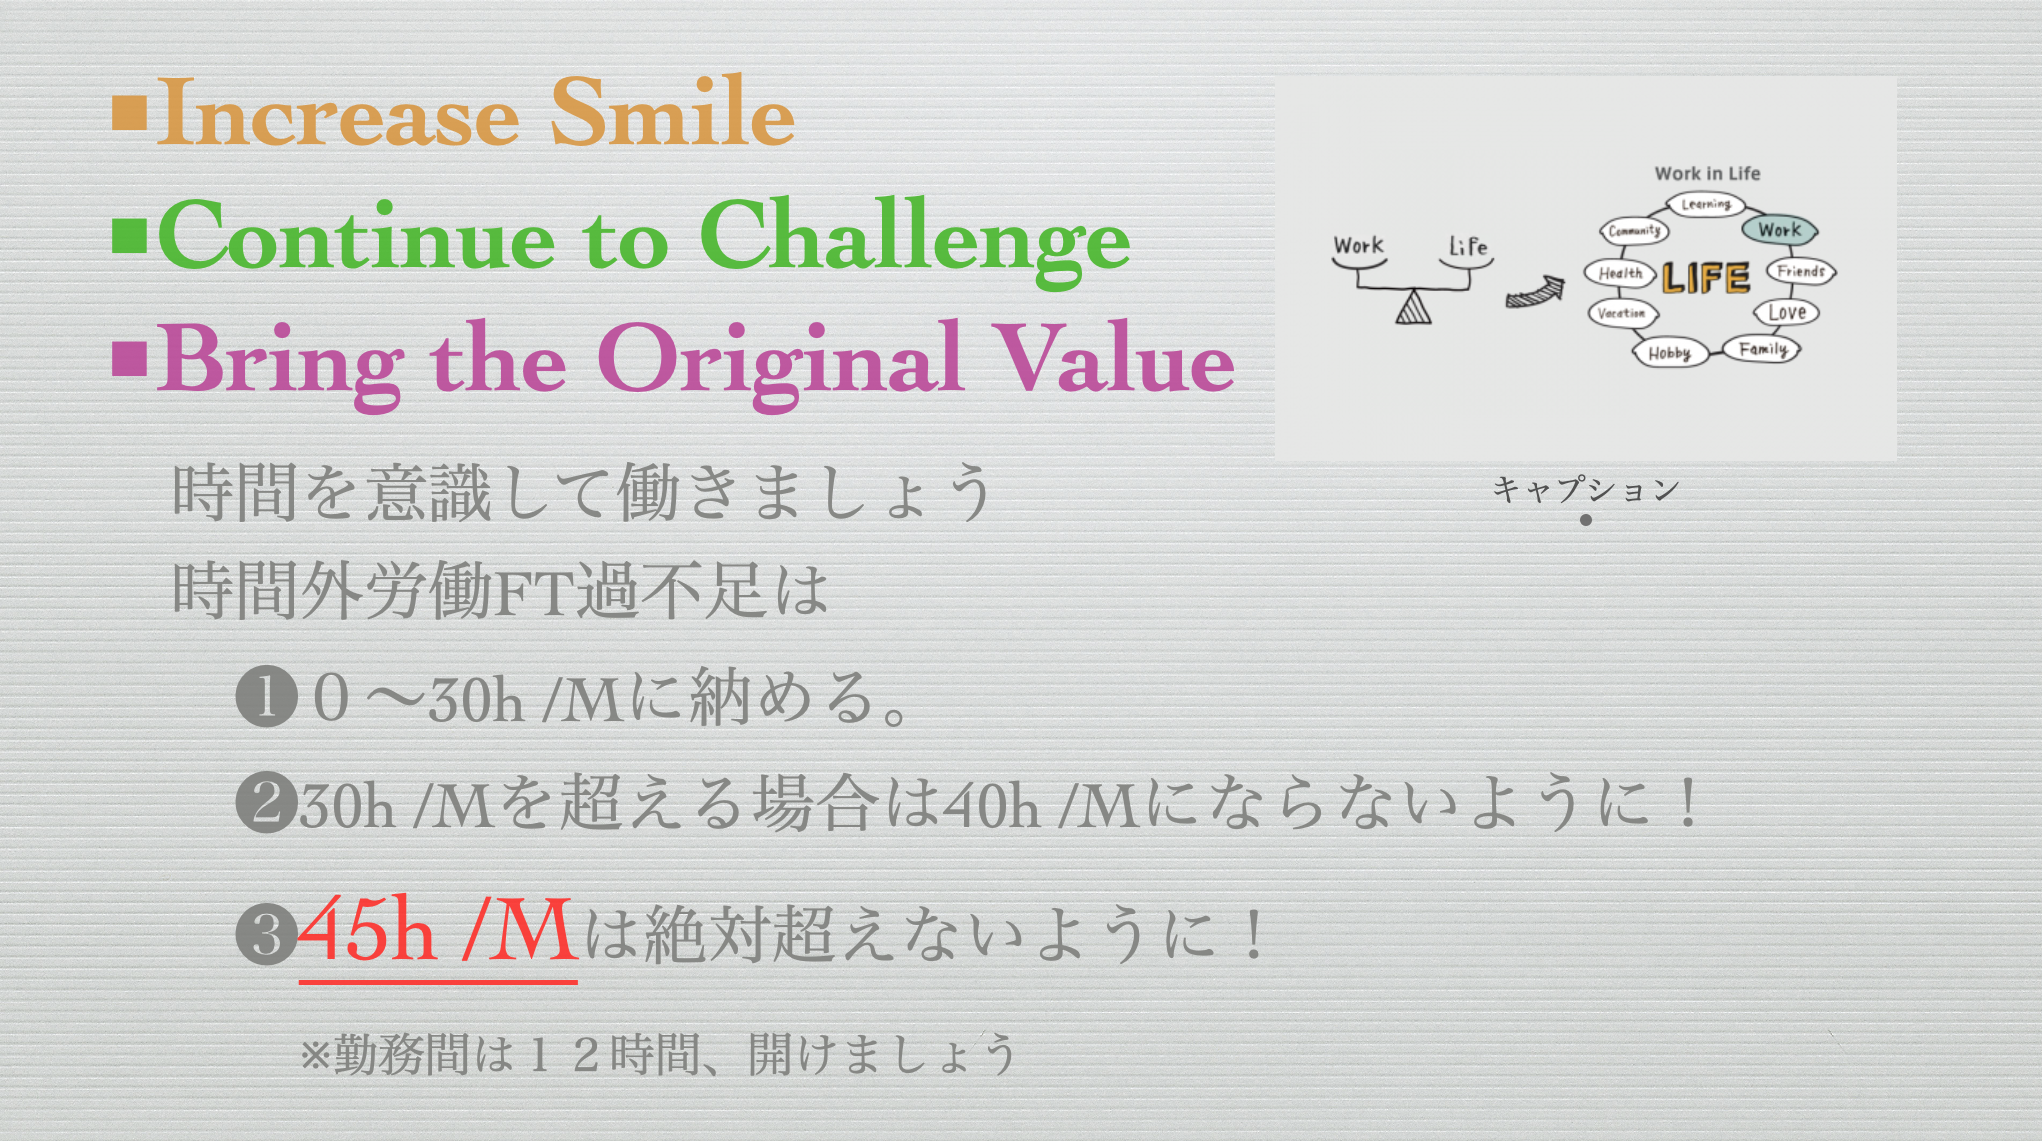 ■Increase Smile
■Continue to Challenge
■Bring the Original Value
時間を意識して働きましょう
時間外労働FT過不足は
❶０〜30h /Mに納める。
❷30h /Mを超える場合は40h /Mにならないように！
❸45h /Mは絶対超えないように！
※勤務間は１２時間、開けましょう
Work
Life
Work in Life
Learning
Community
Work
Health
LIFE
Friends
Vacation
Love
Hobby
Family
キャプション